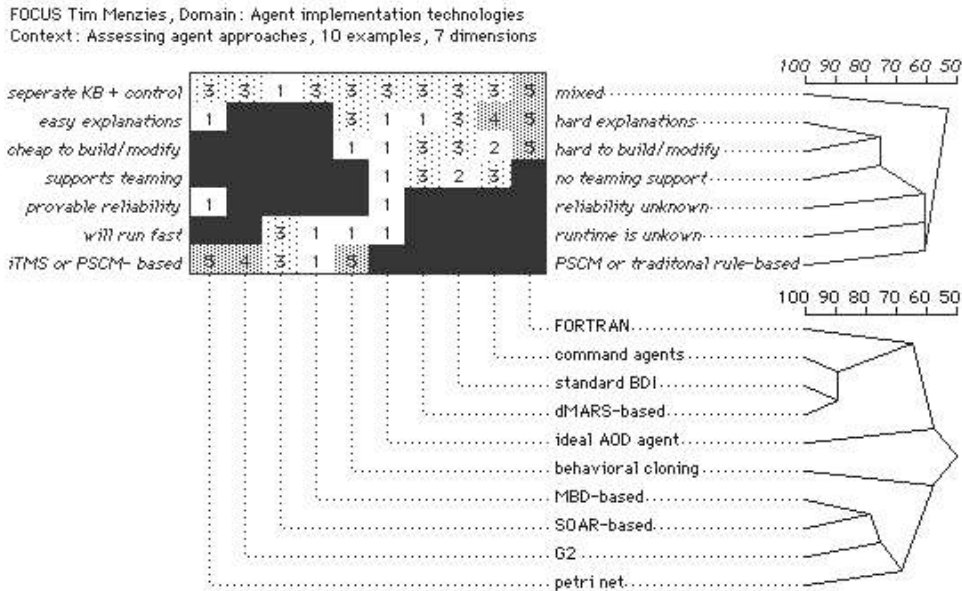 FOCUS Tim Menzies, Domain: Agent implementation technologies
Context: Assessing agent approaches, 10 examples, 7 dimensions
100 90 80 70 60 50
seperate KB + control 3 3 1 3 3 3 3 3 3 5 mixed
easy explanations 1 3 1 1 3 4 5 hard explanations
cheap to build/modify 1 1 3 3 2 5 hard to build/modify
supports teaming 1 3 2 3 no teaming support
provable reliability 1 1 reliability unknown
will run fast 3 1 1 1 runtime is unkown
iTMS or PSCM- based 5 4 3 1 5 PSCM or traditonal rule-based
100 90 80 70 60 50
FORTRAN
command agents
standard BDI
dMARS-based
ideal AOD agent
behavioral cloning
MBD-based
SOAR-based
G2
petri net